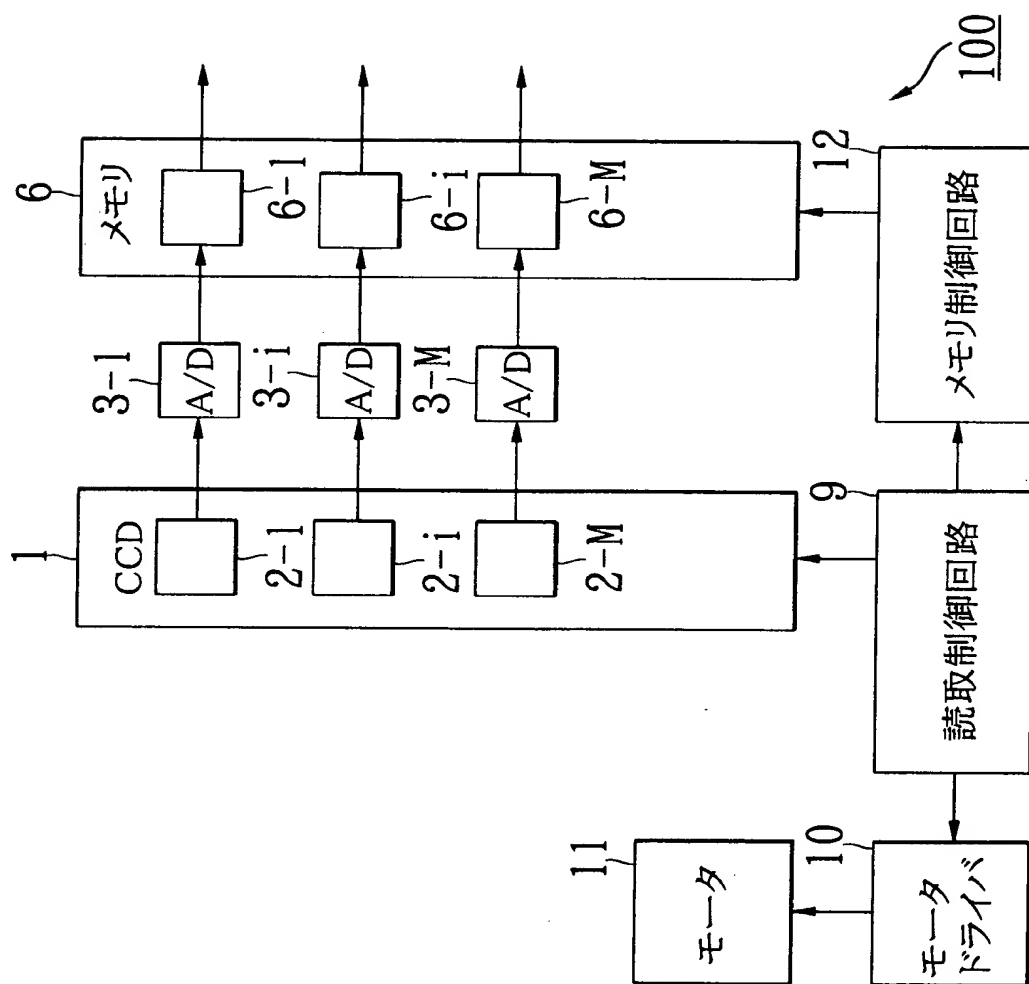 1
CCD
2-1
2-i
2-M
3-1
A/D
3-i
A/D
3-M
A/D
6
メモリ
6-1
6-i
6-M
11
モータ
10
モータ
ドライバ
9
読取制御回路
12
メモリ制御回路
100